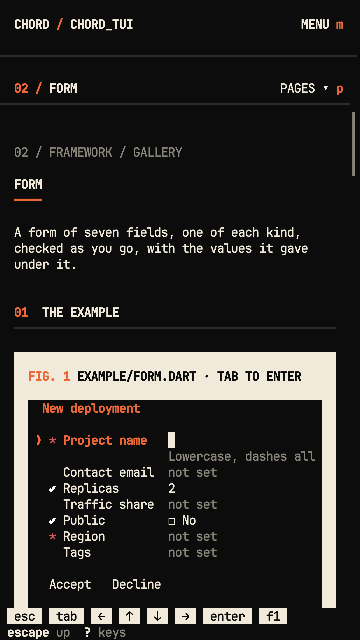 CHORD / CHORD_TUI
MENU m
02 / FORM
PAGES ▾ p
02 / FRAMEWORK / GALLERY
FORM
A form of seven fields, one of each kind,
checked as you go, with the values it gave
under it.
01 THE EXAMPLE
FIG. 1 EXAMPLE/FORM.DART · TAB TO ENTER
New deployment
❯ * Project name
Lowercase, dashes all
Contact email not set
✔ Replicas 2
Traffic share not set
✔ Public ☐ No
* Region not set
Tags not set
Accept Decline
esc tab ← ↑ ↓ → enter f1
escape up ? keys